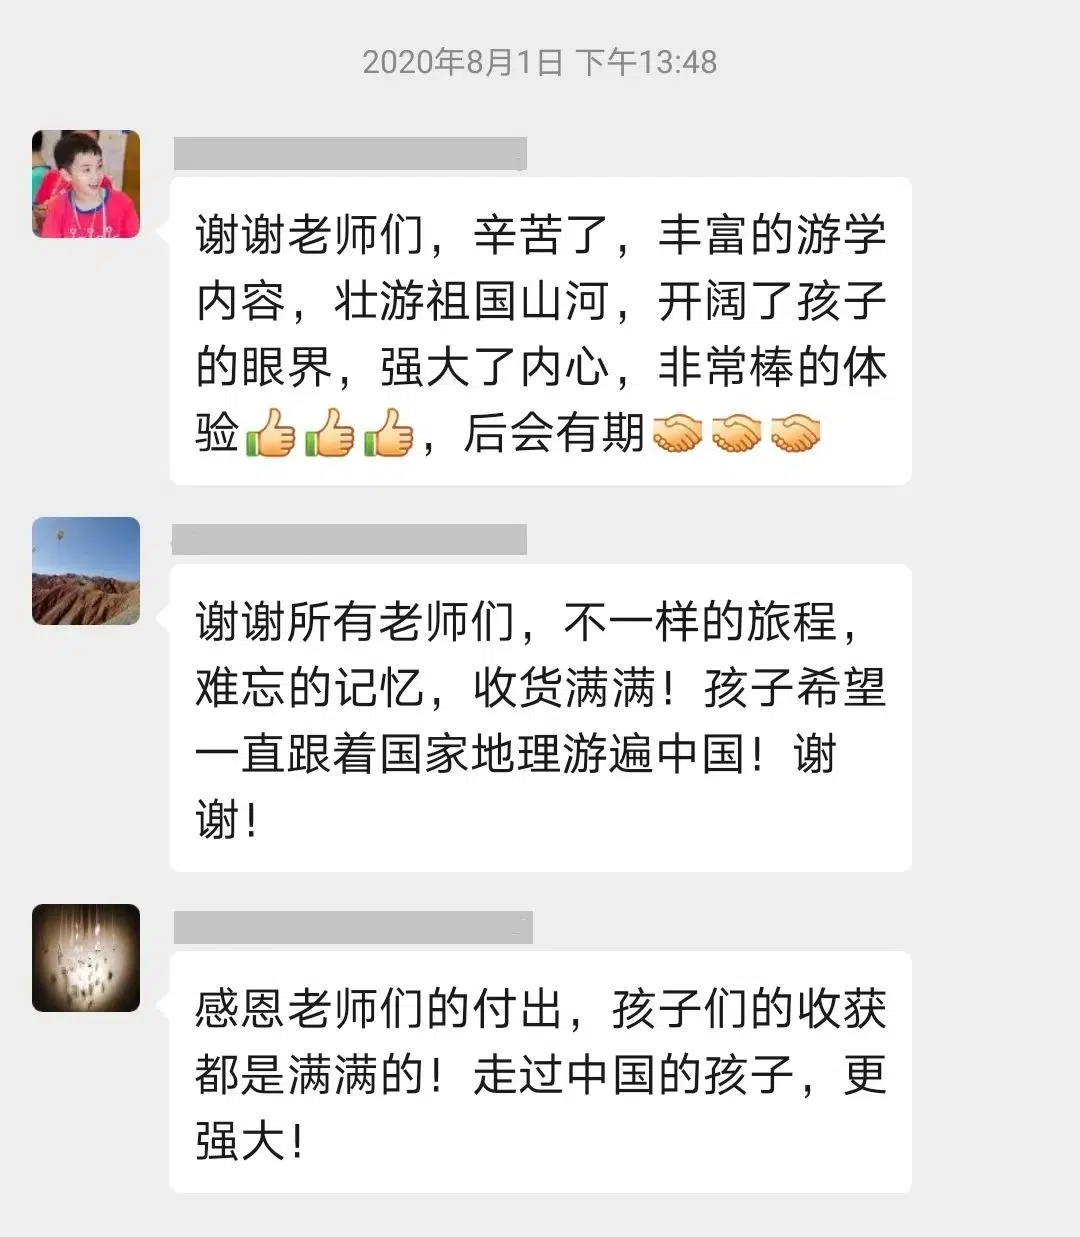 2020年8月1日 下午13:48
谢谢老师们，辛苦了，丰富的游学
内容，壮游祖国山河，开阔了孩子
的眼界，强大了内心，非常棒的体
验👍👍👍，后会有期🤝🤝🤝
谢谢所有老师们，不一样的旅程，
难忘的记忆，收货满满！孩子希望
一直跟着国家地理游遍中国！谢
谢！
感恩老师们的付出，孩子们的收获
都是满满的！走过中国的孩子，更
强大！